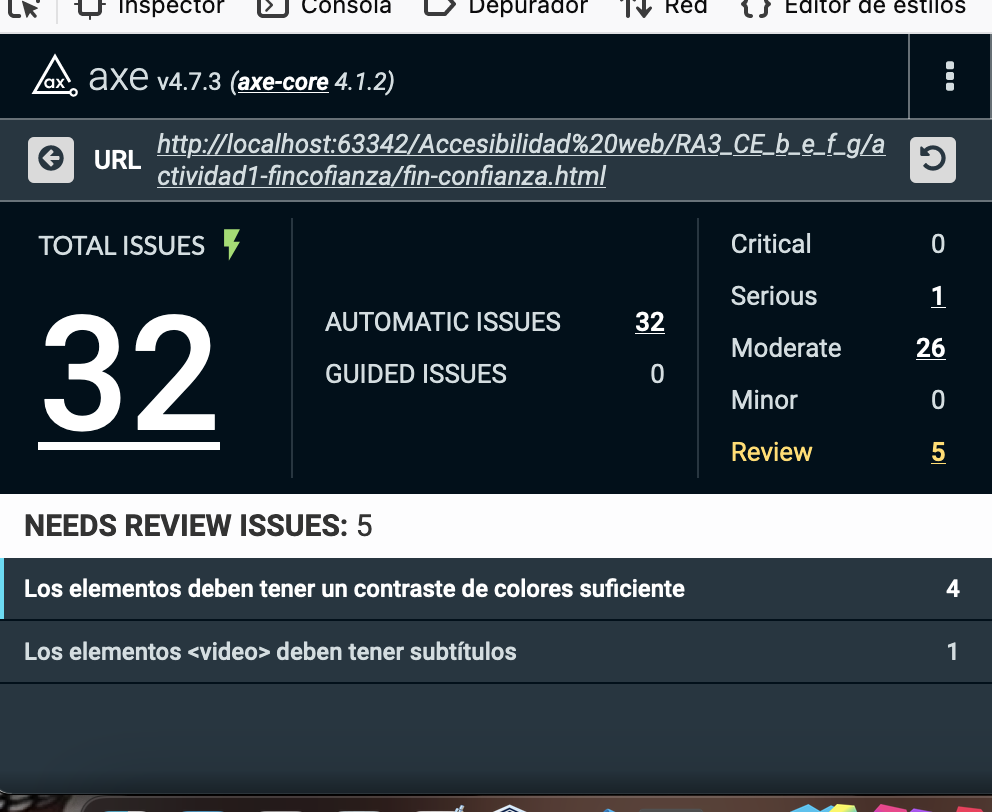 Inspector Consola Depurador Red Editor de estilos
axe v4.7.3 (axe-core 4.1.2)
URL http://localhost:63342/Accesibilidad%20web/RA3_CE_b_e_f_g/a
ctividad1-fincofianza/fin-confianza.html
TOTAL ISSUES
32
AUTOMATIC ISSUES 32
GUIDED ISSUES 0
Critical 0
Serious 1
Moderate 26
Minor 0
Review 5
NEEDS REVIEW ISSUES: 5
Los elementos deben tener un contraste de colores suficiente 4
Los elementos <video> deben tener subtítulos 1